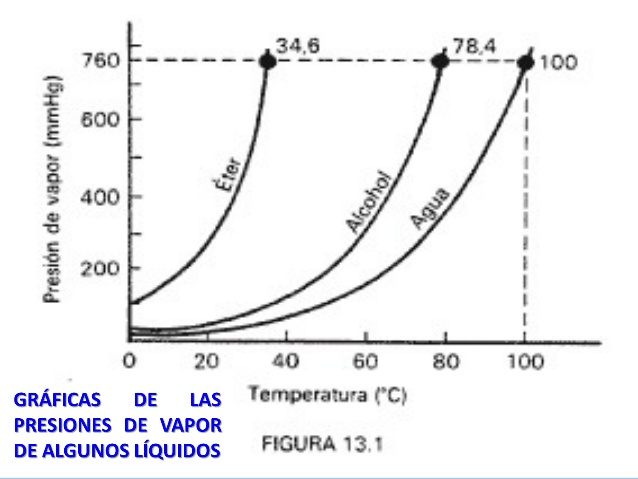 34,6
78,4
760
100
600
400
200
Presión de vapor (mmHg)
Éter
Alcohol
Agua
0
20
40
60
80
100
Temperatura (°C)
GRÁFICAS DE LAS
PRESIONES DE VAPOR
DE ALGUNOS LÍQUIDOS
FIGURA 13.1